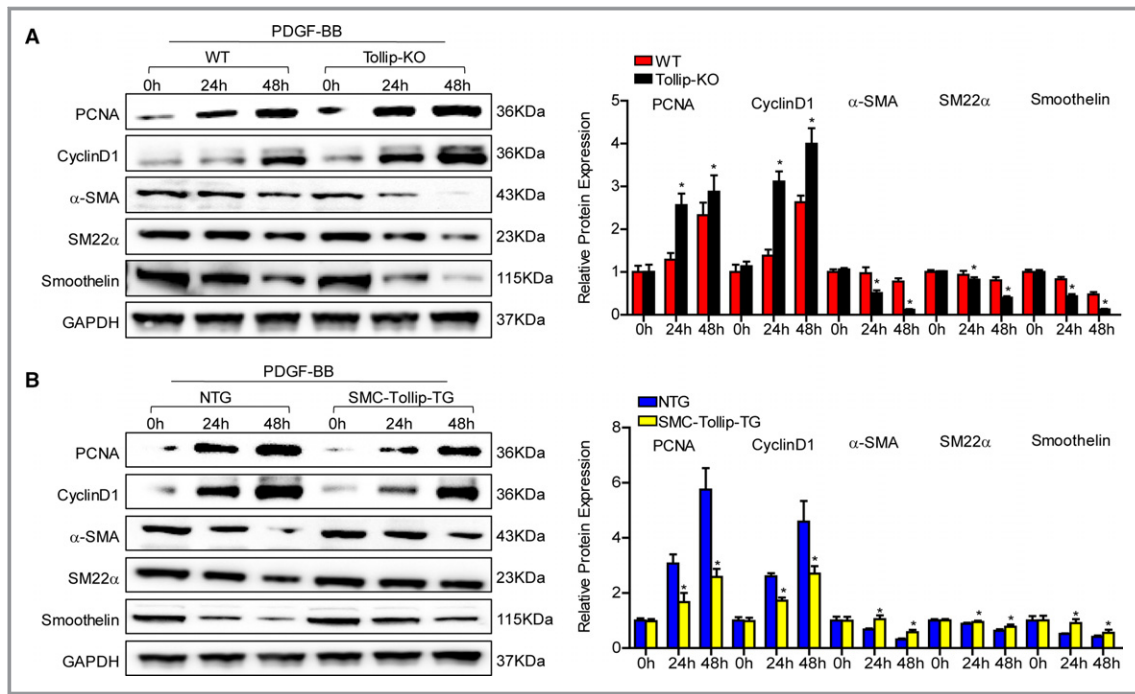 A
PDGF-BB
WT Tollip-KO
0h 24h 48h 0h 24h 48h
PCNA 36KDa
CyclinD1 36KDa
α-SMA 43KDa
SM22α 23KDa
Smoothelin 115KDa
GAPDH 37KDa
WT
Tollip-KO
PCNA CyclinD1 α-SMA SM22α Smoothelin
Relative Protein Expression
5
4
3
2
1
0
* * * * * * * * * *
0h 24h 48h 0h 24h 48h 0h 24h 48h 0h 24h 48h 0h 24h 48h
B
PDGF-BB
NTG SMC-Tollip-TG
0h 24h 48h 0h 24h 48h
PCNA 36KDa
CyclinD1 36KDa
α-SMA 43KDa
SM22α 23KDa
Smoothelin 115KDa
GAPDH 37KDa
NTG
SMC-Tollip-TG
PCNA CyclinD1 α-SMA SM22α Smoothelin
Relative Protein Expression
8
6
4
2
0
* * * * * * * * * *
0h 24h 48h 0h 24h 48h 0h 24h 48h 0h 24h 48h 0h 24h 48h